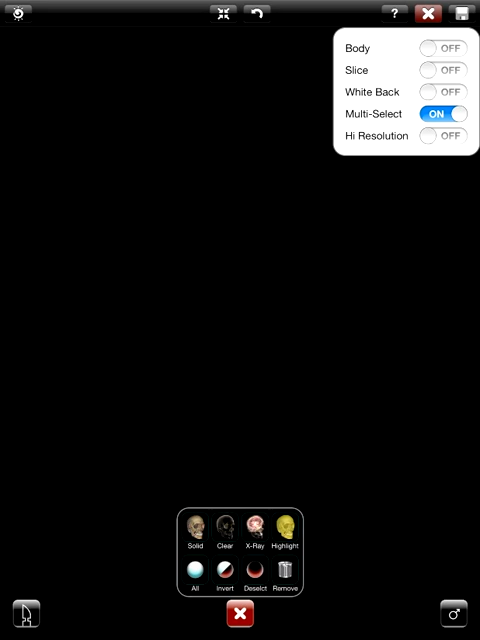 ?
Body OFF
Slice OFF
White Back OFF
Multi-Select ON
Hi Resolution OFF
Solid Clear X-Ray Highlight
All Invert Deselct Remove